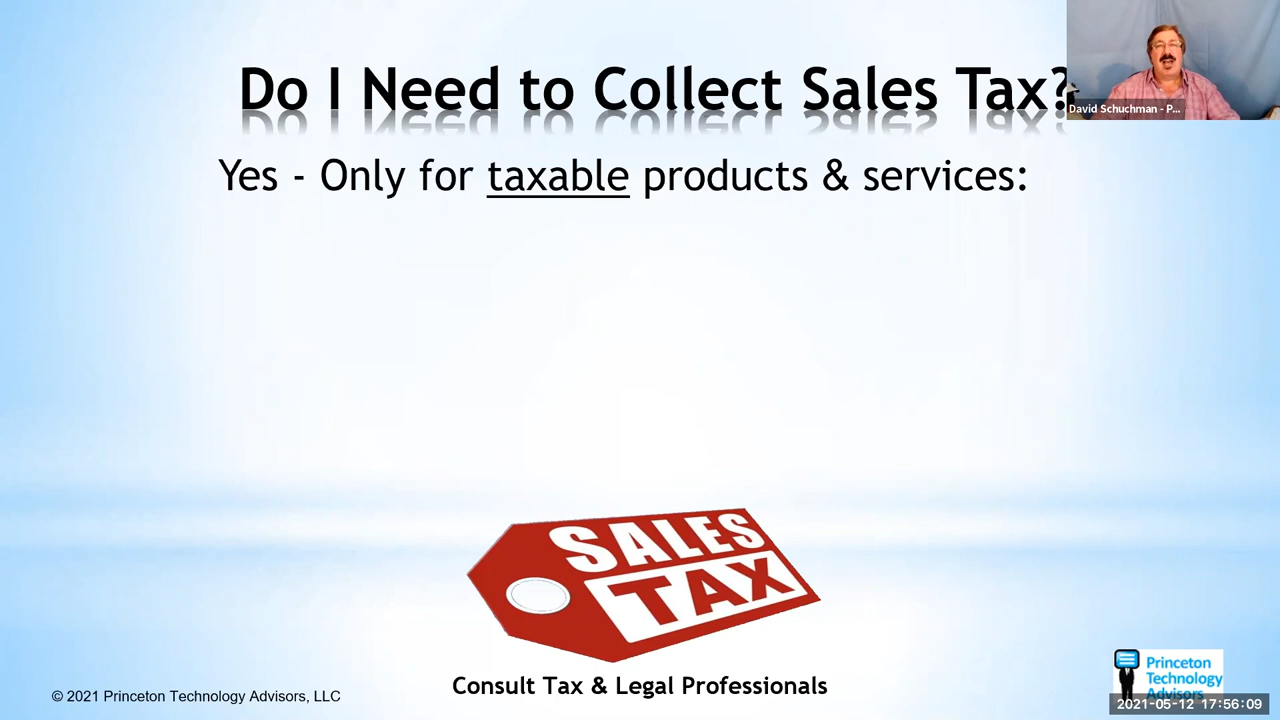 Do I Need to Collect Sales Tax?
David Schuchman - P...
Yes - Only for taxable products & services:
SALES
TAX
Consult Tax & Legal Professionals
© 2021 Princeton Technology Advisors, LLC
Princeton
Technology
Advisors
2021-05-12 17:56:09